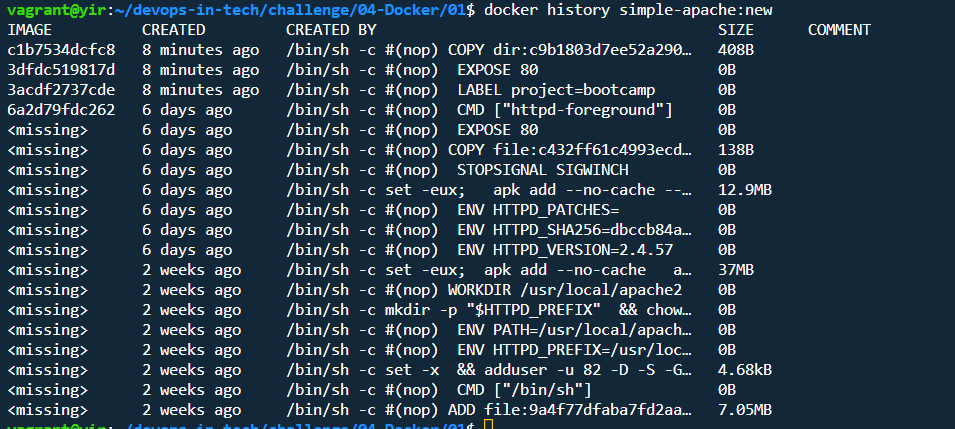 vagrant@yir:~/devops-in-tech/challenge/04-Docker/01$ docker history simple-apache:new
IMAGE          CREATED         CREATED BY                                      SIZE      COMMENT
c1b7534dcfc8   8 minutes ago   /bin/sh -c #(nop) COPY dir:c9b1803d7ee52a290…   408B
3dfdc519817d   8 minutes ago   /bin/sh -c #(nop)  EXPOSE 80                    0B
3acdf2737cde   8 minutes ago   /bin/sh -c #(nop)  LABEL project=bootcamp       0B
6a2d79fdc262   6 days ago      /bin/sh -c #(nop)  CMD ["httpd-foreground"]     0B
<missing>      6 days ago      /bin/sh -c #(nop)  EXPOSE 80                    0B
<missing>      6 days ago      /bin/sh -c #(nop) COPY file:c432ff61c4993ecd…   138B
<missing>      6 days ago      /bin/sh -c #(nop)  STOPSIGNAL SIGWINCH          0B
<missing>      6 days ago      /bin/sh -c set -eux;   apk add --no-cache --…   12.9MB
<missing>      6 days ago      /bin/sh -c #(nop)  ENV HTTPD_PATCHES=           0B
<missing>      6 days ago      /bin/sh -c #(nop)  ENV HTTPD_SHA256=dbccb84a…   0B
<missing>      6 days ago      /bin/sh -c #(nop)  ENV HTTPD_VERSION=2.4.57     0B
<missing>      2 weeks ago     /bin/sh -c set -eux;  apk add --no-cache   a…   37MB
<missing>      2 weeks ago     /bin/sh -c #(nop) WORKDIR /usr/local/apache2    0B
<missing>      2 weeks ago     /bin/sh -c mkdir -p "$HTTPD_PREFIX"  && chow…   0B
<missing>      2 weeks ago     /bin/sh -c #(nop)  ENV PATH=/usr/local/apach…   0B
<missing>      2 weeks ago     /bin/sh -c #(nop)  ENV HTTPD_PREFIX=/usr/loc…   0B
<missing>      2 weeks ago     /bin/sh -c set -x  && adduser -u 82 -D -S -G…   4.68kB
<missing>      2 weeks ago     /bin/sh -c #(nop)  CMD ["/bin/sh"]              0B
<missing>      2 weeks ago     /bin/sh -c #(nop) ADD file:9a4f77dfaba7fd2aa…   7.05MB
vagrant@yir:~/devops-in-tech/challenge/04-Docker/01$